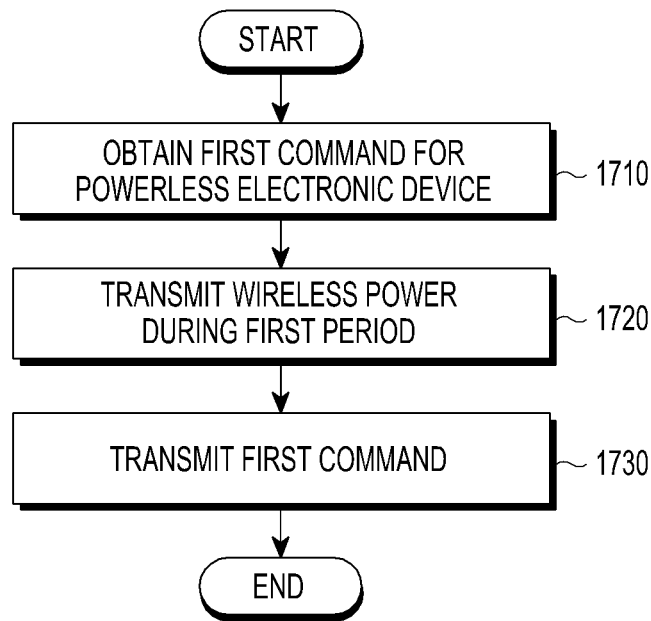 START
OBTAIN FIRST COMMAND FOR
POWERLESS ELECTRONIC DEVICE
1710
TRANSMIT WIRELESS POWER
DURING FIRST PERIOD
1720
TRANSMIT FIRST COMMAND
1730
END